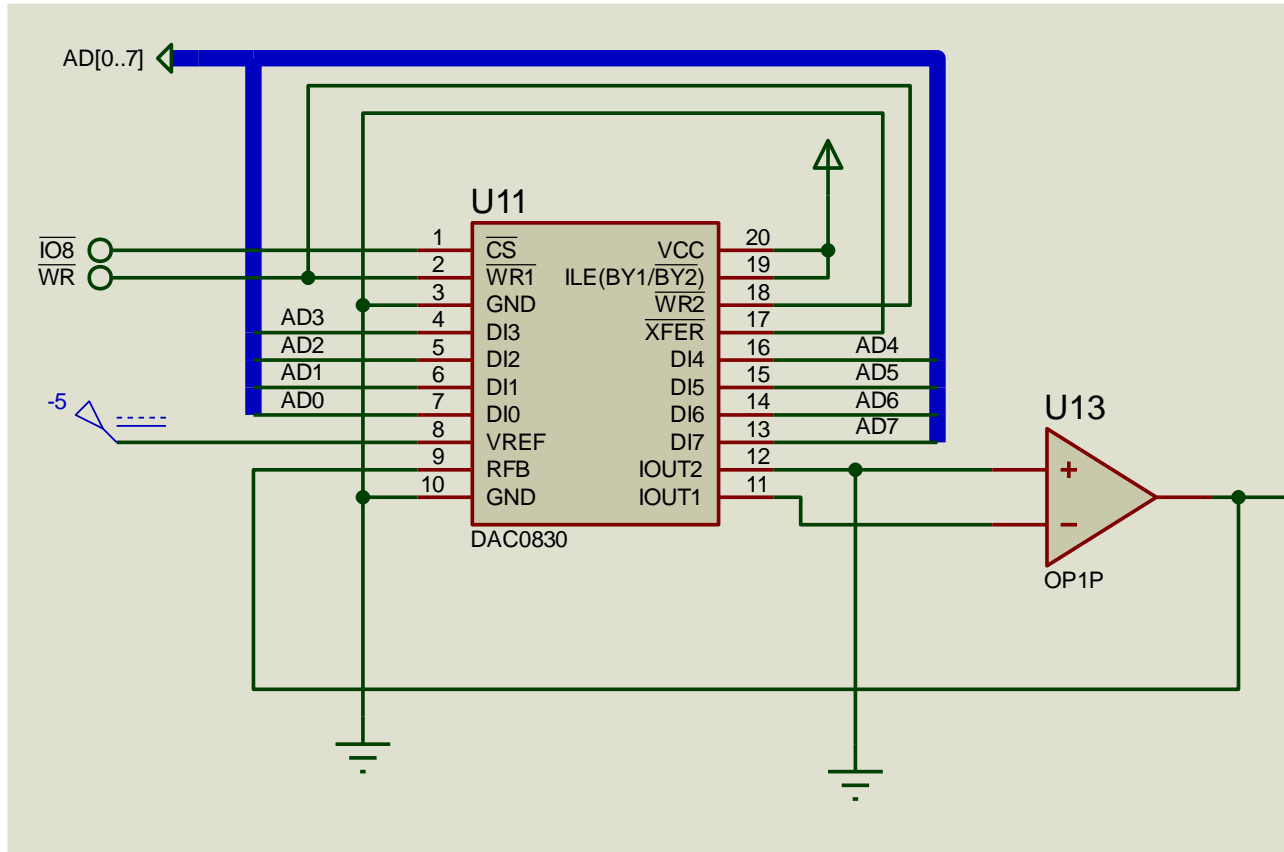 AD[0..7]
U11
IO8
WR
1
CS
2
WR1
3
GND
AD3
4
DI3
AD2
5
DI2
AD1
6
DI1
AD0
7
DI0
-5
8
VREF
9
RFB
10
GND
VCC
20
ILE(BY1/BY2)
19
WR2
18
XFER
17
DI4
16
AD4
DI5
15
AD5
DI6
14
AD6
DI7
13
AD7
IOUT2
12
IOUT1
11
DAC0830
U13
+
−
OP1P